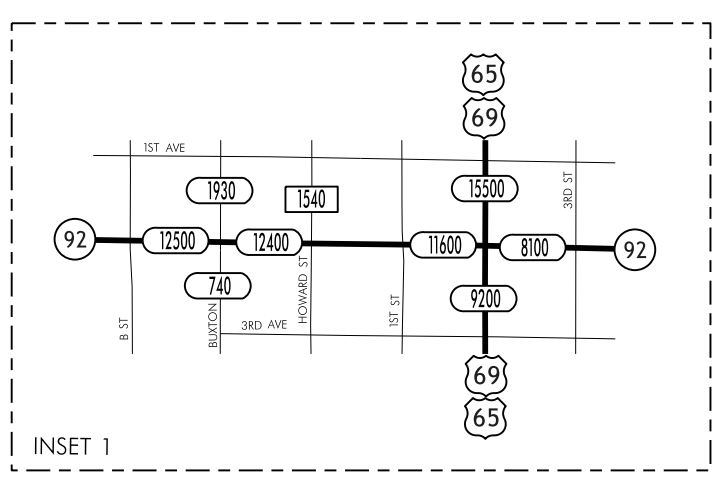 65
69
1ST AVE
3RD ST
1930
1540
15500
92
12500
12400
11600
8100
92
740
HOWARD ST
9200
B ST
BUXTON
3RD AVE
1ST ST
69
65
INSET 1